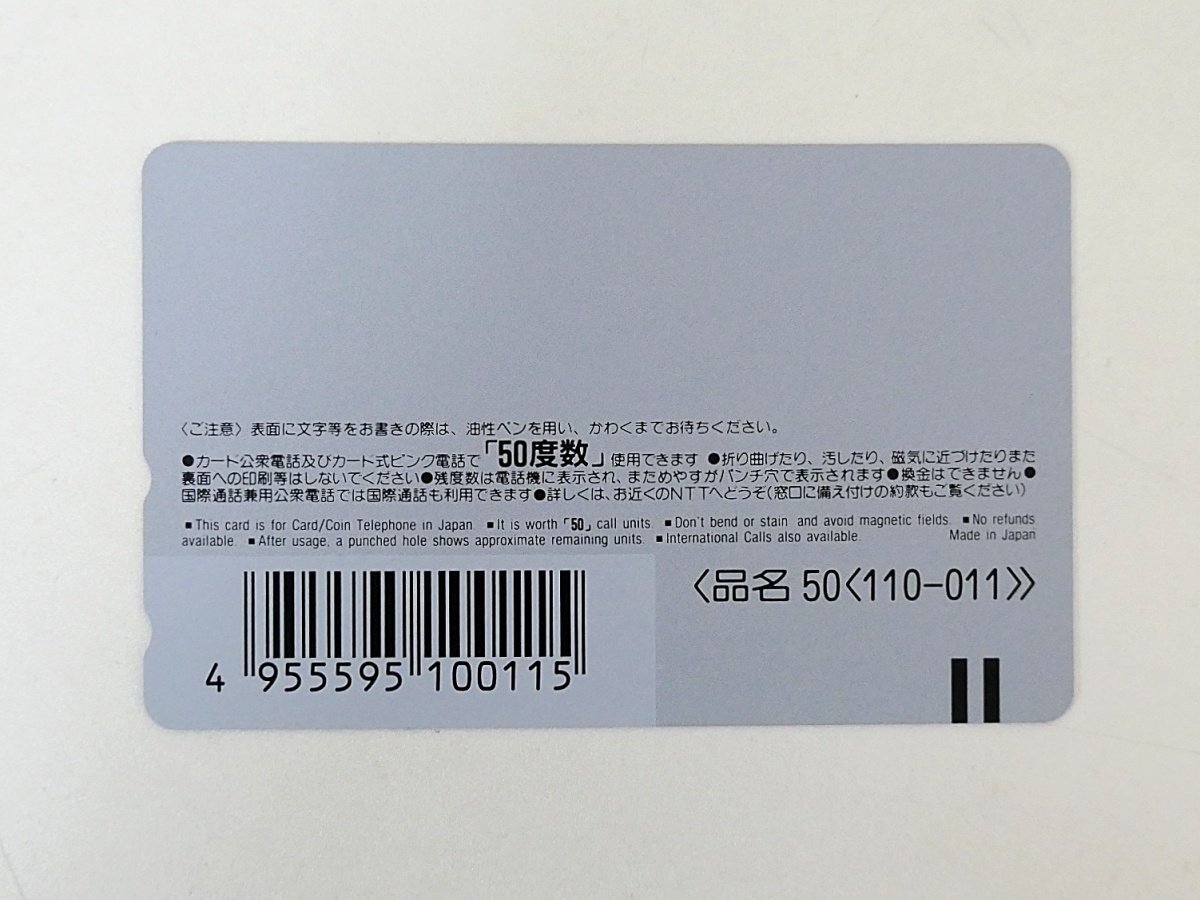 〈ご注意〉表面に文字等をお書きの際は、油性ペンを用い、かわくまでお待ちください。
●カード公衆電話及びカード式ピンク電話で「50度数」使用できます ●折り曲げたり、汚したり、磁気に近づけたりまた
裏面への印刷等はしないでください●残度数は電話機に表示され、まためやすがパンチ穴で表示されます●換金はできません●
国際通話兼用公衆電話では国際通話も利用できます●詳しくは、お近くのNTTへどうぞ(窓口に備え付けの約款もご覧ください)
■This card is for Card/Coin Telephone in Japan. ■It is worth「50」call units. ■Don't bend or stain and avoid magnetic fields. ■No refunds
available. ■After usage, a punched hole shows approximate remaining units. ■International Calls also available. Made in Japan
〈品名 50〈110-011〉〉
4 955595 100115